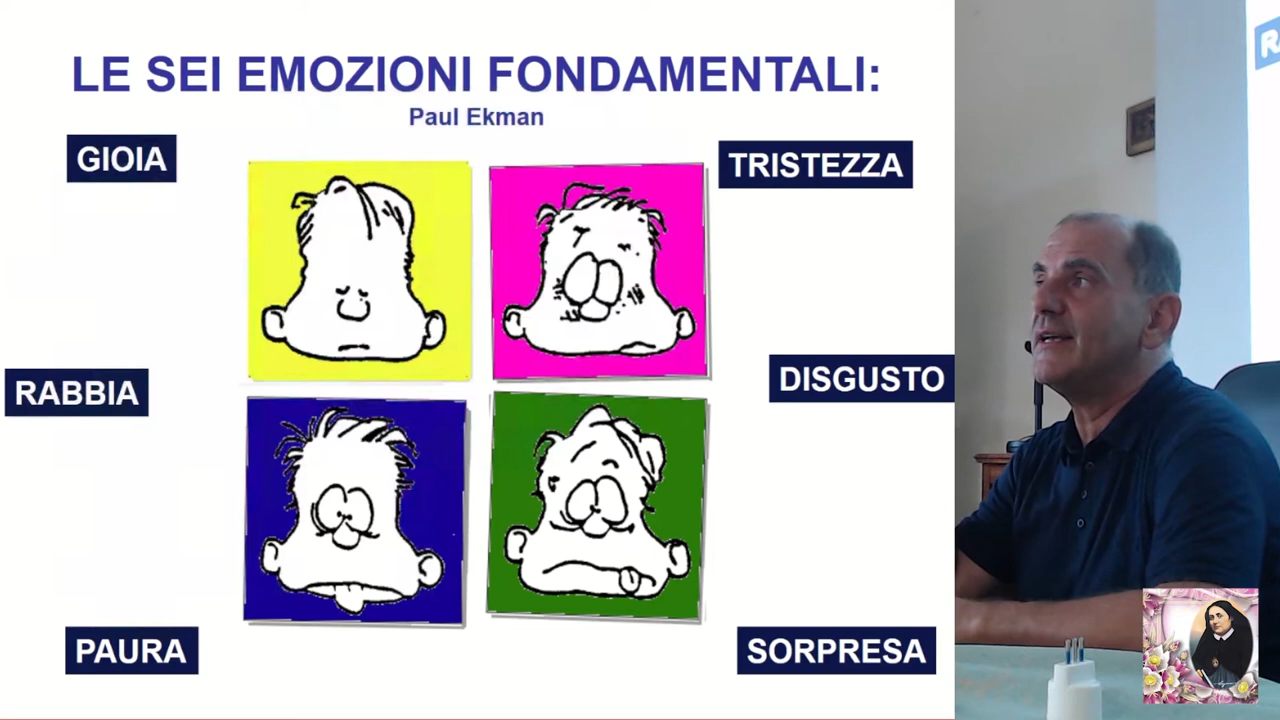 LE SEI EMOZIONI FONDAMENTALI:
Paul Ekman
GIOIA
TRISTEZZA
RABBIA
DISGUSTO
PAURA
SORPRESA